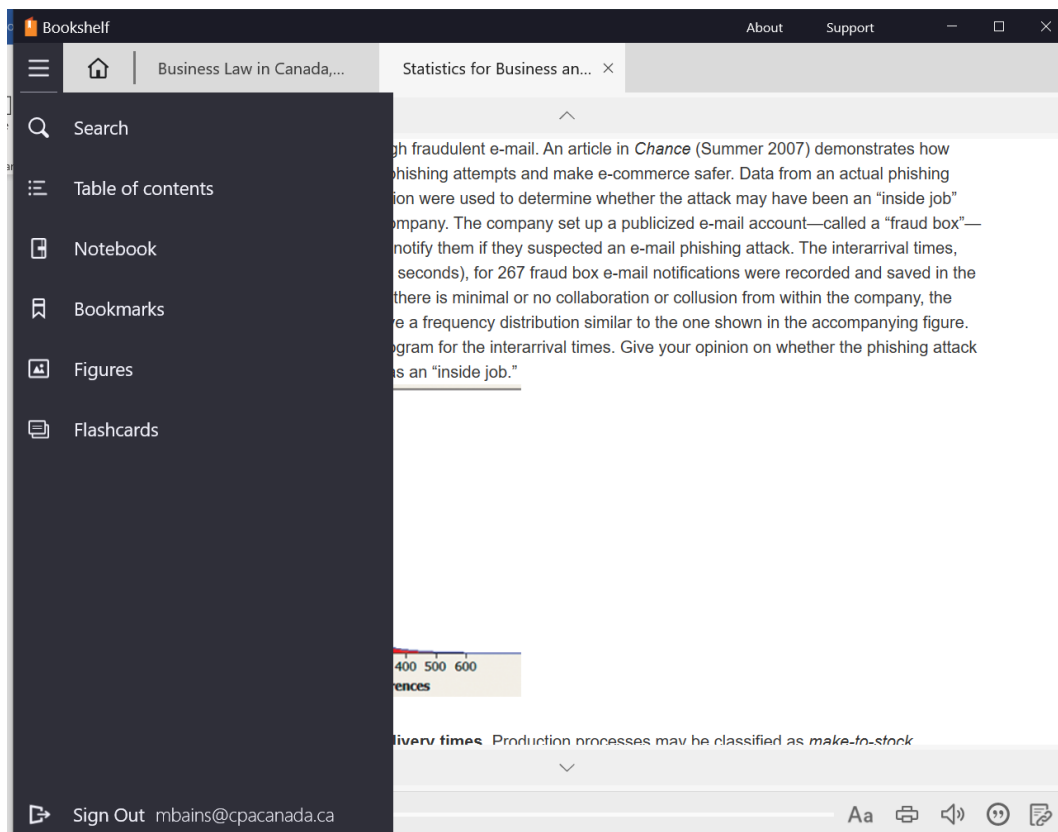 Bookshelf About Support
Business Law in Canada,... Statistics for Business an...
Search
Table of contents
Notebook
Bookmarks
Figures
Flashcards
Sign Out mbains@cpacanada.ca
gh fraudulent e-mail. An article in Chance (Summer 2007) demonstrates how
phishing attempts and make e-commerce safer. Data from an actual phishing
ion were used to determine whether the attack may have been an “inside job”
ompany. The company set up a publicized e-mail account—called a “fraud box”—
notify them if they suspected an e-mail phishing attack. The interarrival times,
seconds), for 267 fraud box e-mail notifications were recorded and saved in the
there is minimal or no collaboration or collusion from within the company, the
ve a frequency distribution similar to the one shown in the accompanying figure.
ogram for the interarrival times. Give your opinion on whether the phishing attack
as an “inside job.”
400 500 600
rences
livery times. Production processes may be classified as make-to-stock
Aa